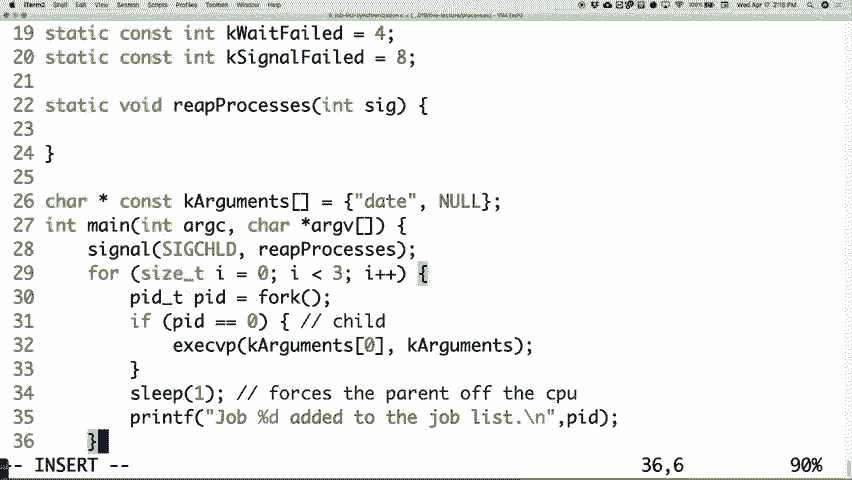 iTerm2 Shell Edit View Session Scripts Profiles Toolbelt Window Help 100% Wed Apr 17 2:15 PM
19 static const int kWaitFailed = 4;
20 static const int kSignalFailed = 8;
21
22 static void reapProcesses(int sig) {
23
24 }
25
26 char * const kArguments[] = {"date", NULL};
27 int main(int argc, char *argv[]) {
28 signal(SIGCHLD, reapProcesses);
29 for (size_t i = 0; i < 3; i++) {
30 pid_t pid = fork();
31 if (pid == 0) { // child
32 execvp(kArguments[0], kArguments);
33 }
34 sleep(1); // forces the parent off the cpu
35 printf("Job %d added to the job list.\n",pid);
36 }
-- INSERT -- 36,6 90%